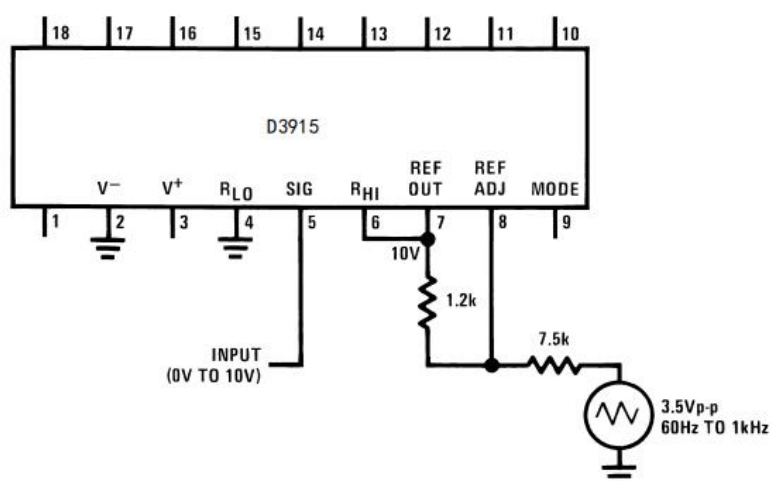 18 17 16 15 14 13 12 11 10
D3915
REF REF
V⁻ V⁺ RLO SIG RHI OUT ADJ MODE
1 2 3 4 5 6 7 8 9
10V
1.2k
7.5k
INPUT
(0V TO 10V)
3.5Vp-p
60Hz TO 1kHz